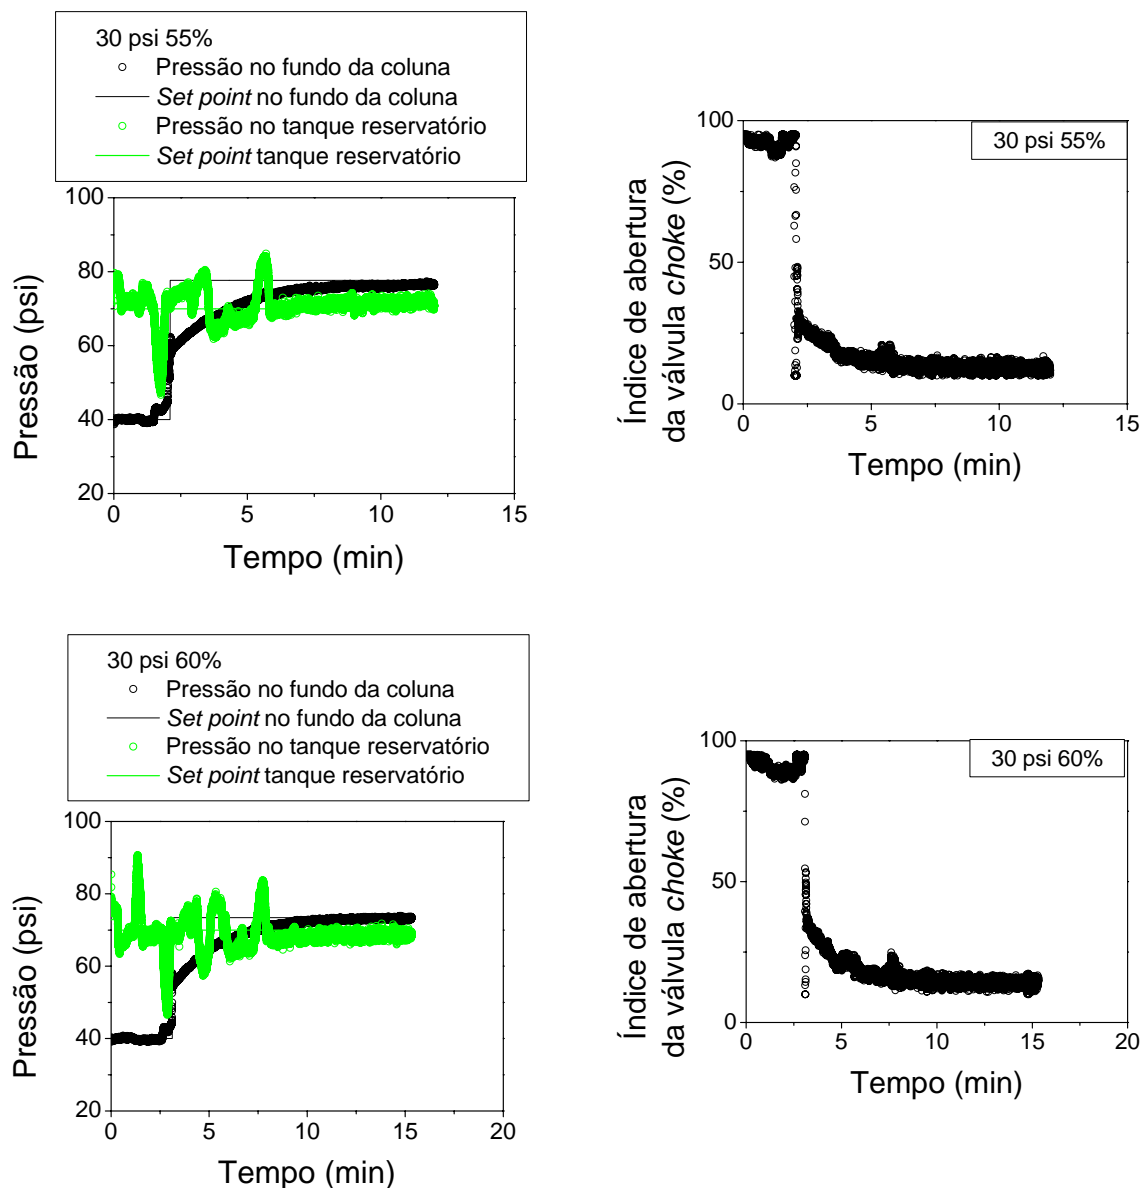 30 psi 55%
Pressão no fundo da coluna
Set point no fundo da coluna
Pressão no tanque reservatório
Set point tanque reservatório
100
80
60
40
20
0
5
10
15
Pressão (psi)
Tempo (min)
30 psi 55%
100
50
0
0
5
10
15
Índice de abertura
da válvula choke (%)
Tempo (min)
30 psi 60%
Pressão no fundo da coluna
Set point no fundo da coluna
Pressão no tanque reservatório
Set point tanque reservatório
100
80
60
40
20
0
5
10
15
20
Pressão (psi)
Tempo (min)
30 psi 60%
100
50
0
0
5
10
15
20
Índice de abertura
da válvula choke (%)
Tempo (min)